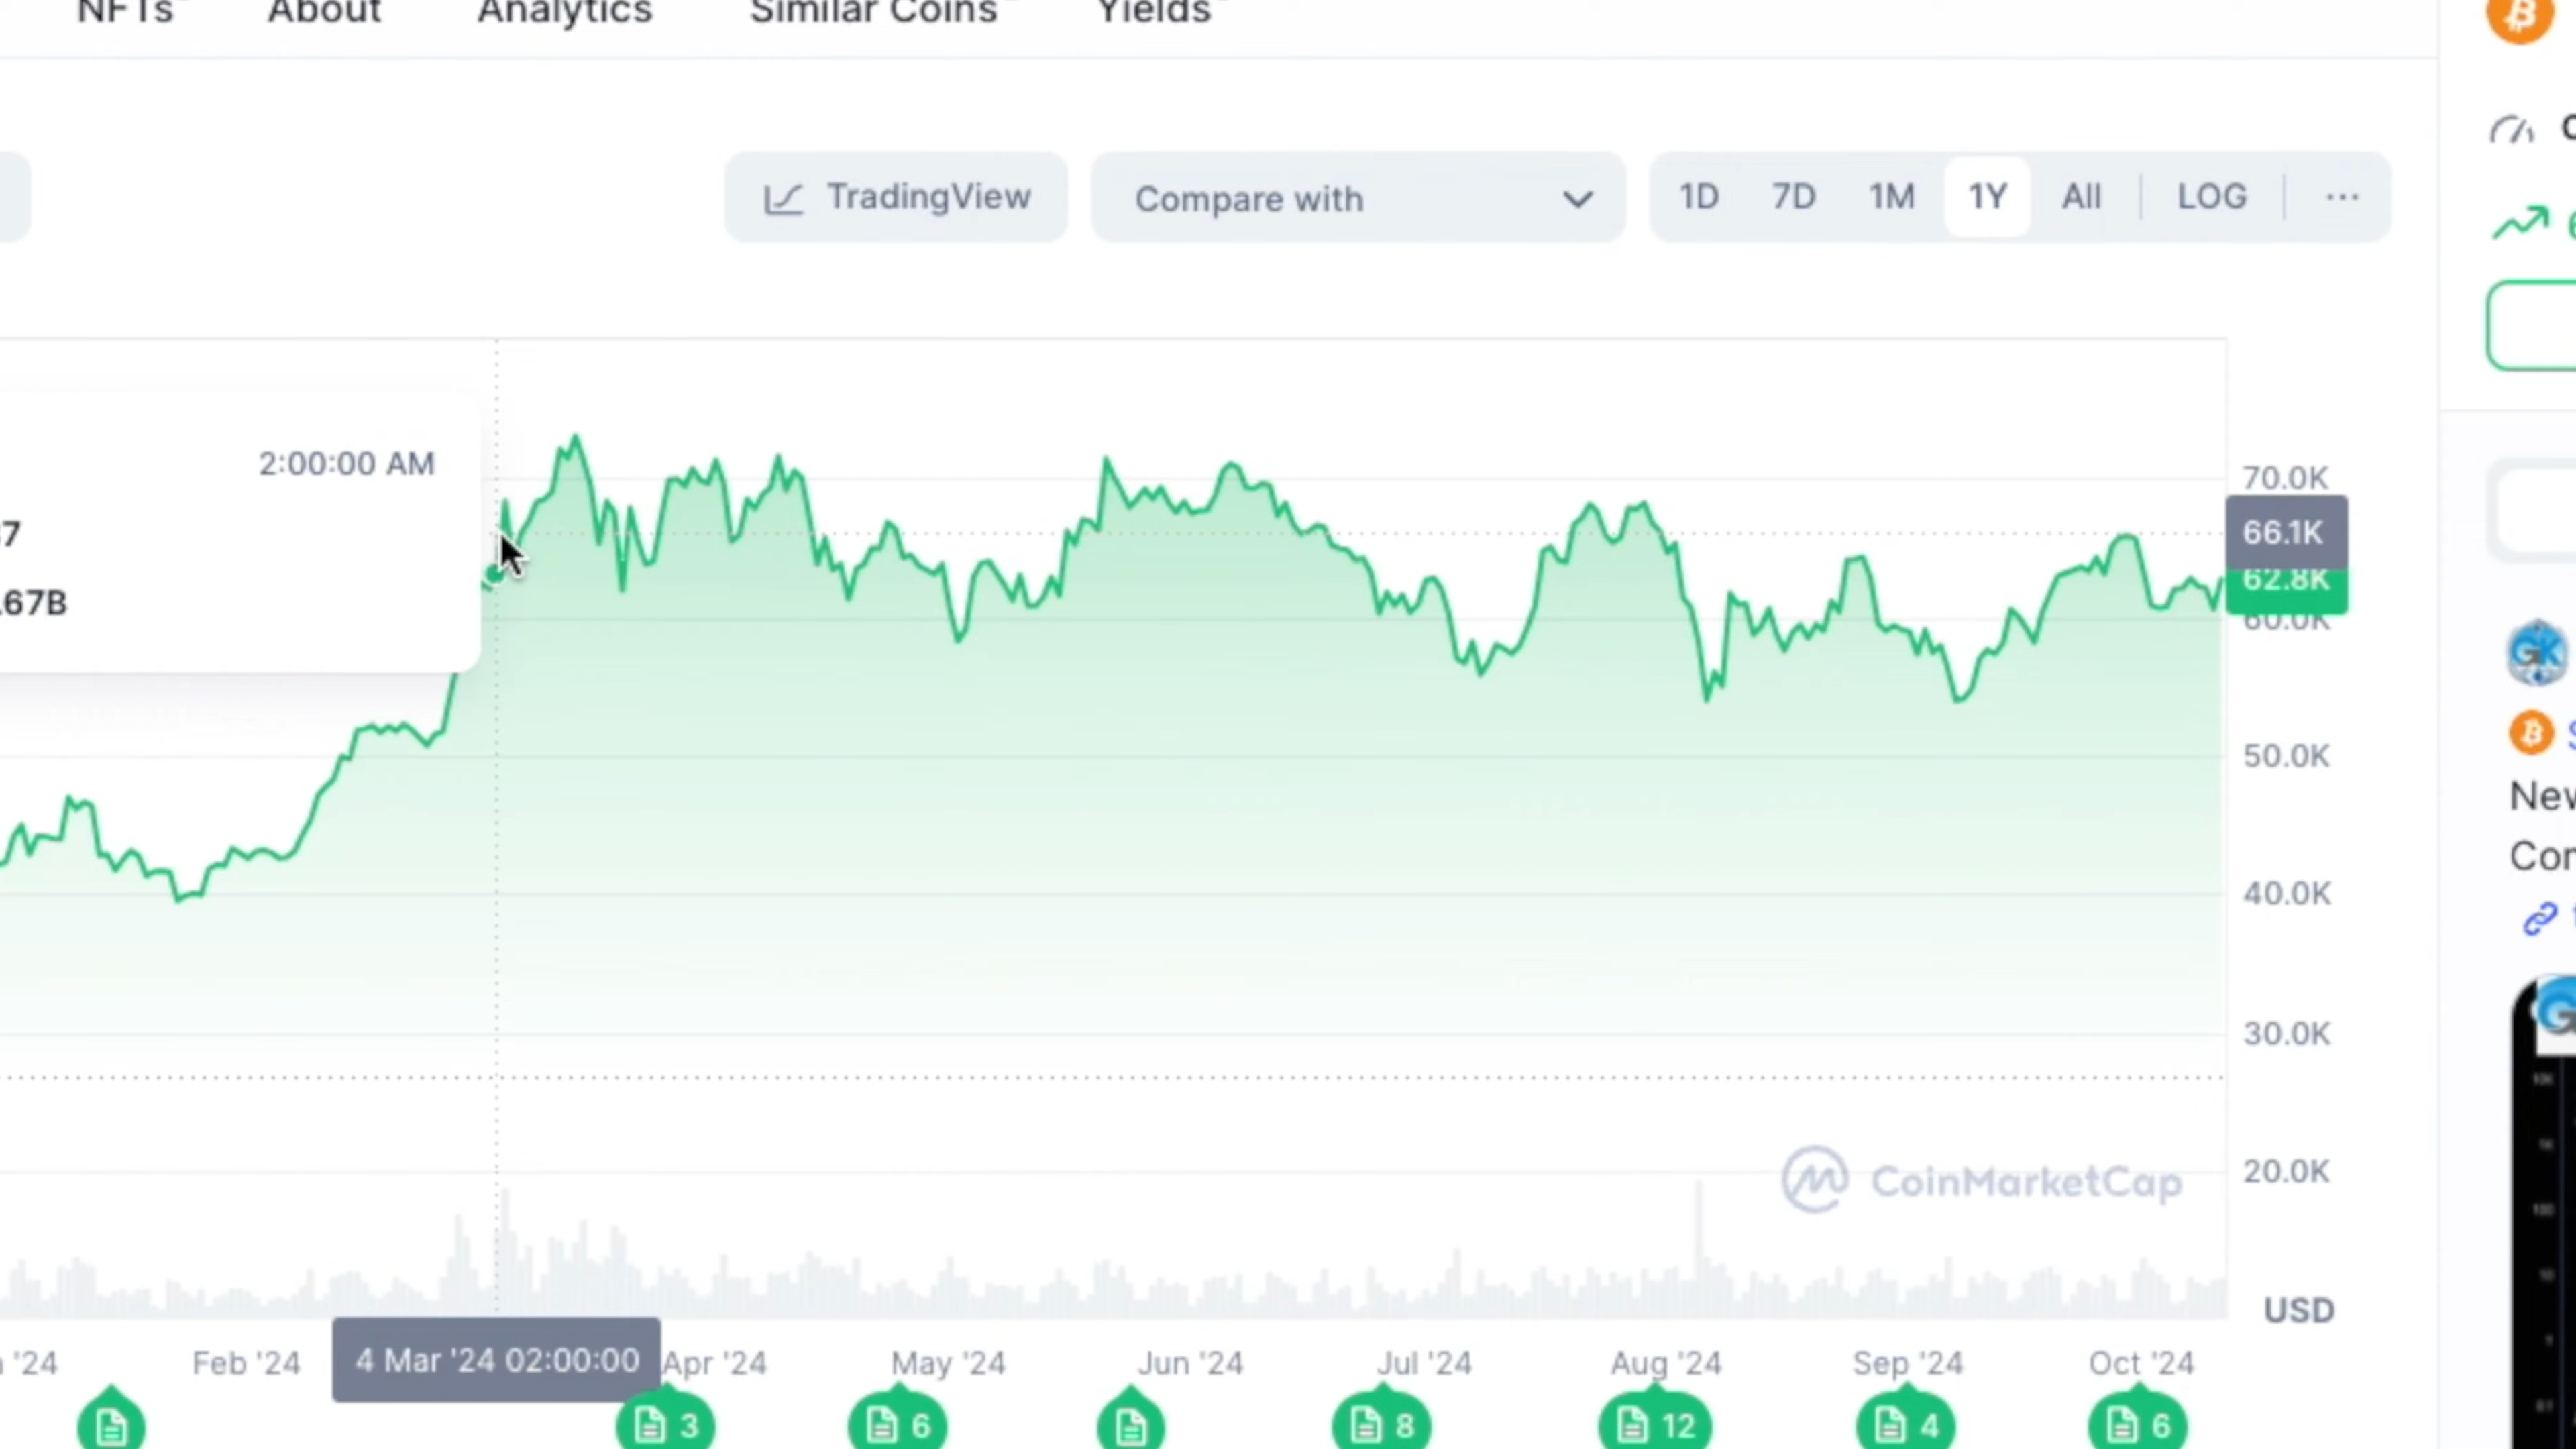 NFTs
About
Analytics
Similar Coins
Yields
TradingView
Compare with
1D
7D
1M
1Y
All
LOG
2:00:00 AM
7
.67B
70.0K
66.1K
62.8K
60.0K
50.0K
40.0K
30.0K
20.0K
CoinMarketCap
USD
'24
Feb '24
4 Mar '24 02:00:00
Apr '24
May '24
Jun '24
Jul '24
Aug '24
Sep '24
Oct '24
3
6
8
12
4
6
GK
New
Con